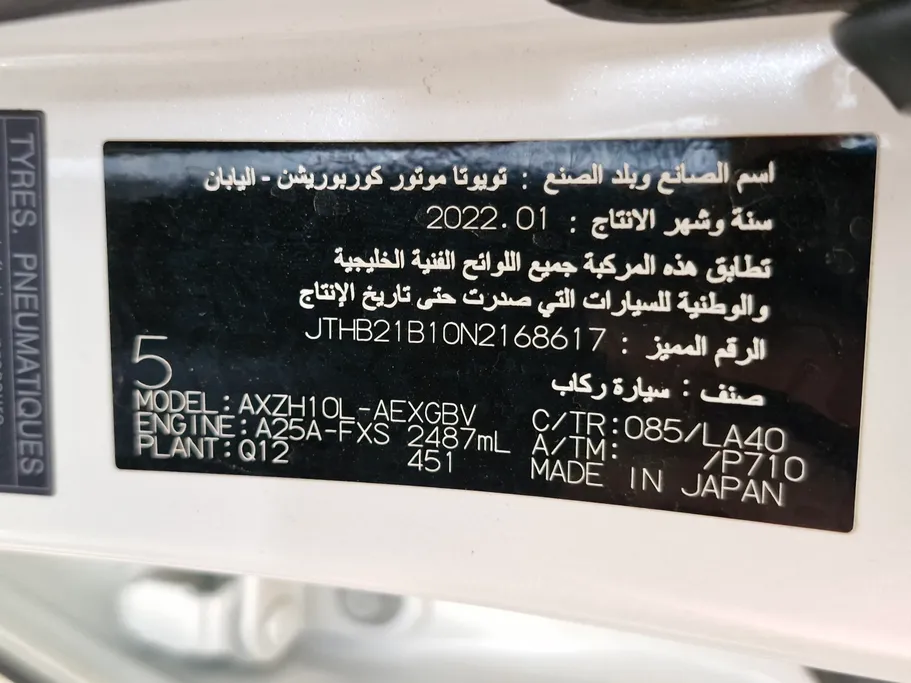 TYRES. PNEUMATIQUES
اسم الصانع وبلد الصنع : تويوتا موتور كوربوريشن - اليابان
سنة وشهر الانتاج : 2022.01
تطابق هذه المركبة جميع اللوائح الفنية الخليجية
والوطنية للسيارات التي صدرت حتى تاريخ الإنتاج
الرقم المميز : JTHB21B10N2168617
صنف : سيارة ركاب
5
MODEL:AXZH10L-AEXGBV C/TR:085/LA40
ENGINE:A25A-FXS 2487mL A/TM: /P710
PLANT:Q12 451 MADE IN JAPAN